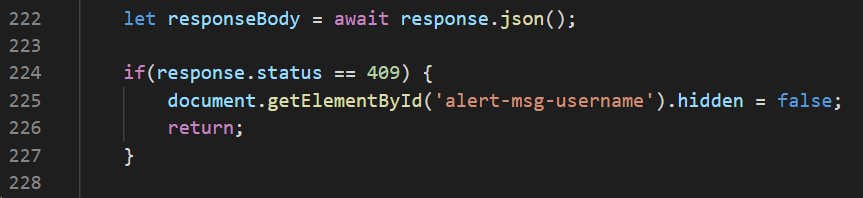 222 let responseBody = await response.json();
223
224 if(response.status == 409) {
225 document.getElementById('alert-msg-username').hidden = false;
226 return;
227 }
228